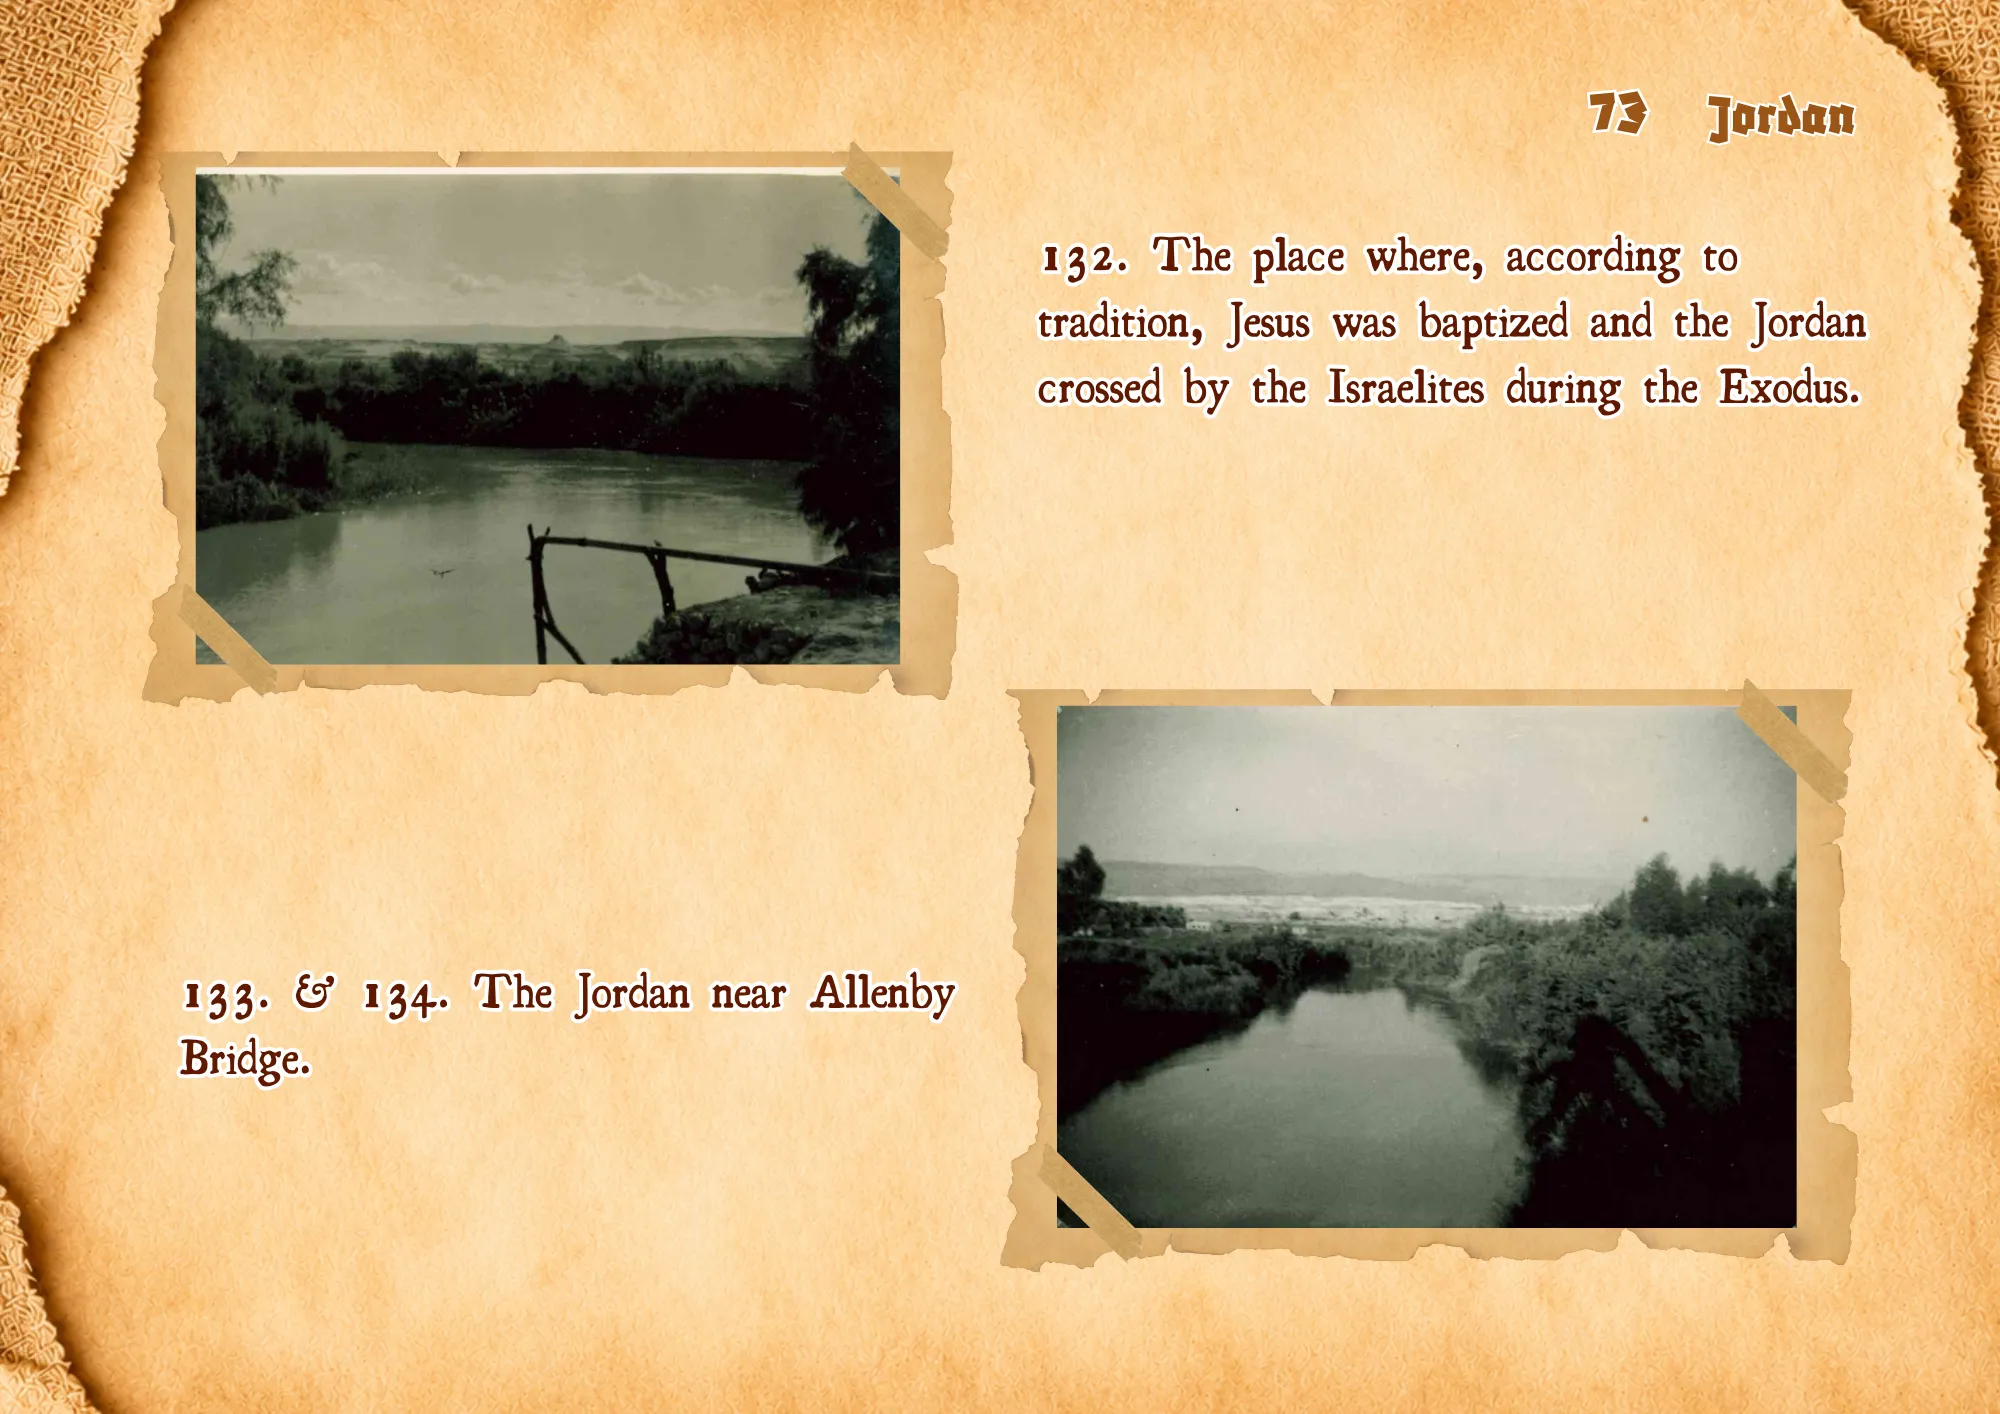 73 Jordan
132. The place where, according to
tradition, Jesus was baptized and the Jordan
crossed by the Israelites during the Exodus.
133. & 134. The Jordan near Allenby
Bridge.